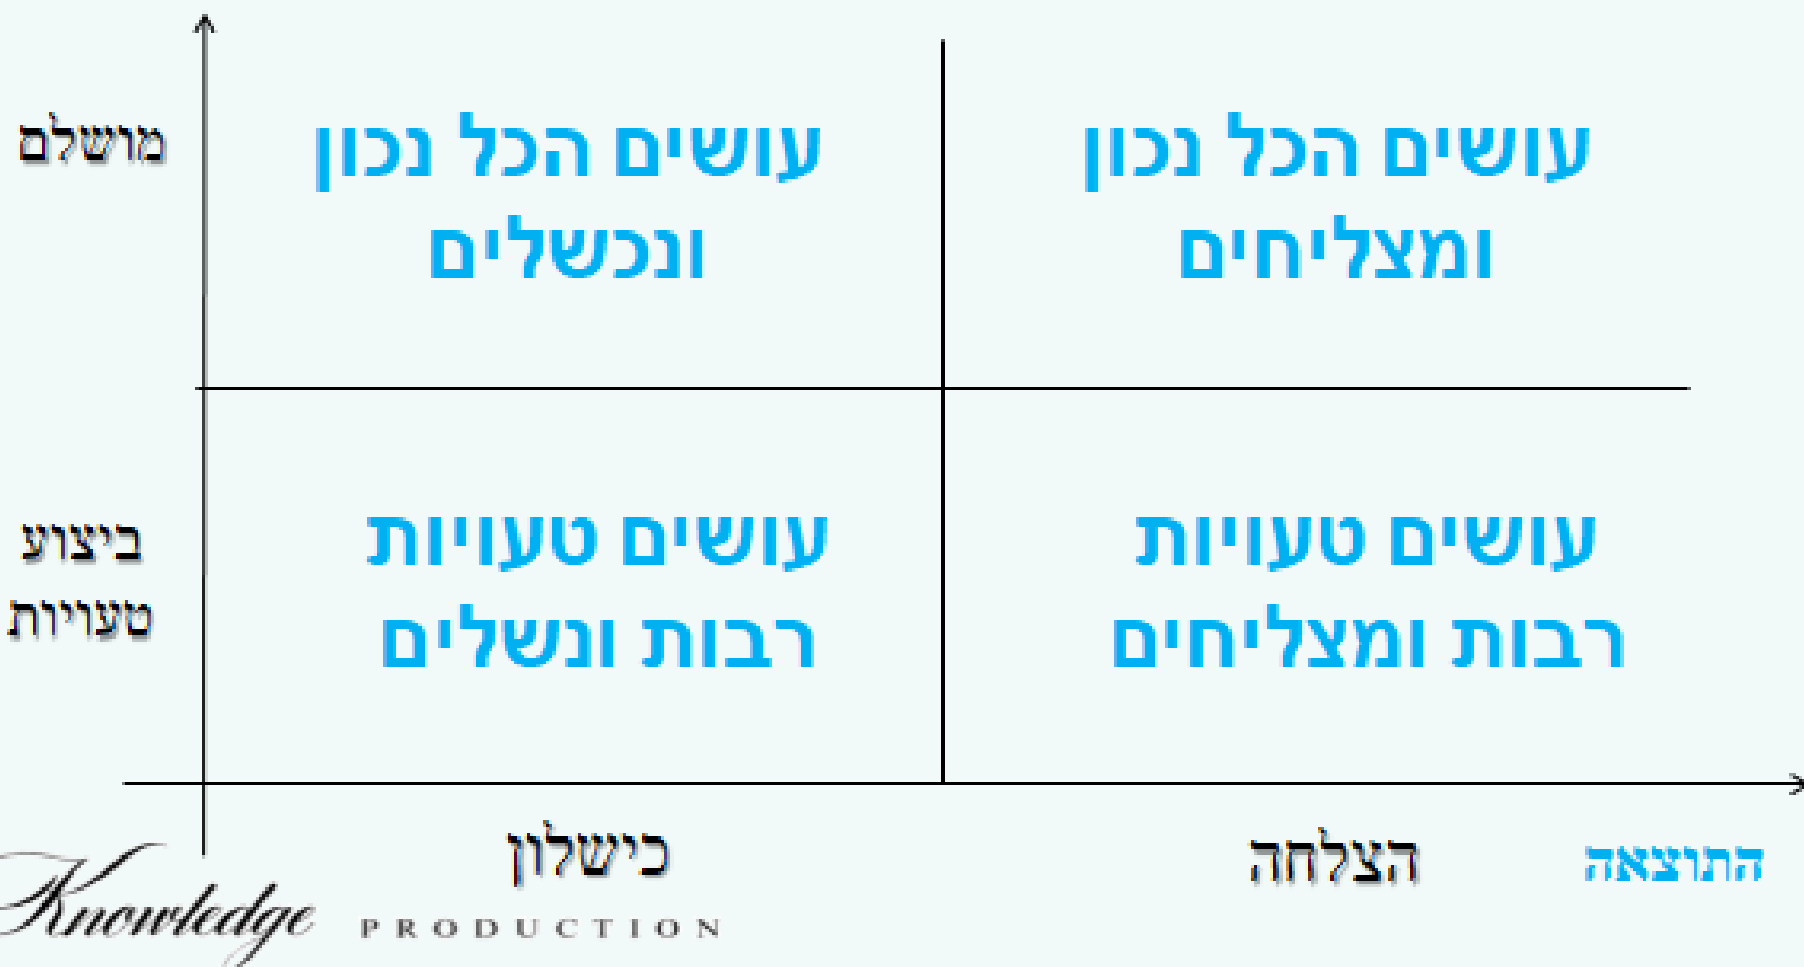 מושלם
עושים הכל נכון
ומצליחים
עושים הכל נכון
ונכשלים
ביצוע
טעויות
עושים טעויות
רבות ומצליחים
עושים טעויות
רבות ונשלים
התוצאה
הצלחה
כישלון
Knowledge PRODUCTION